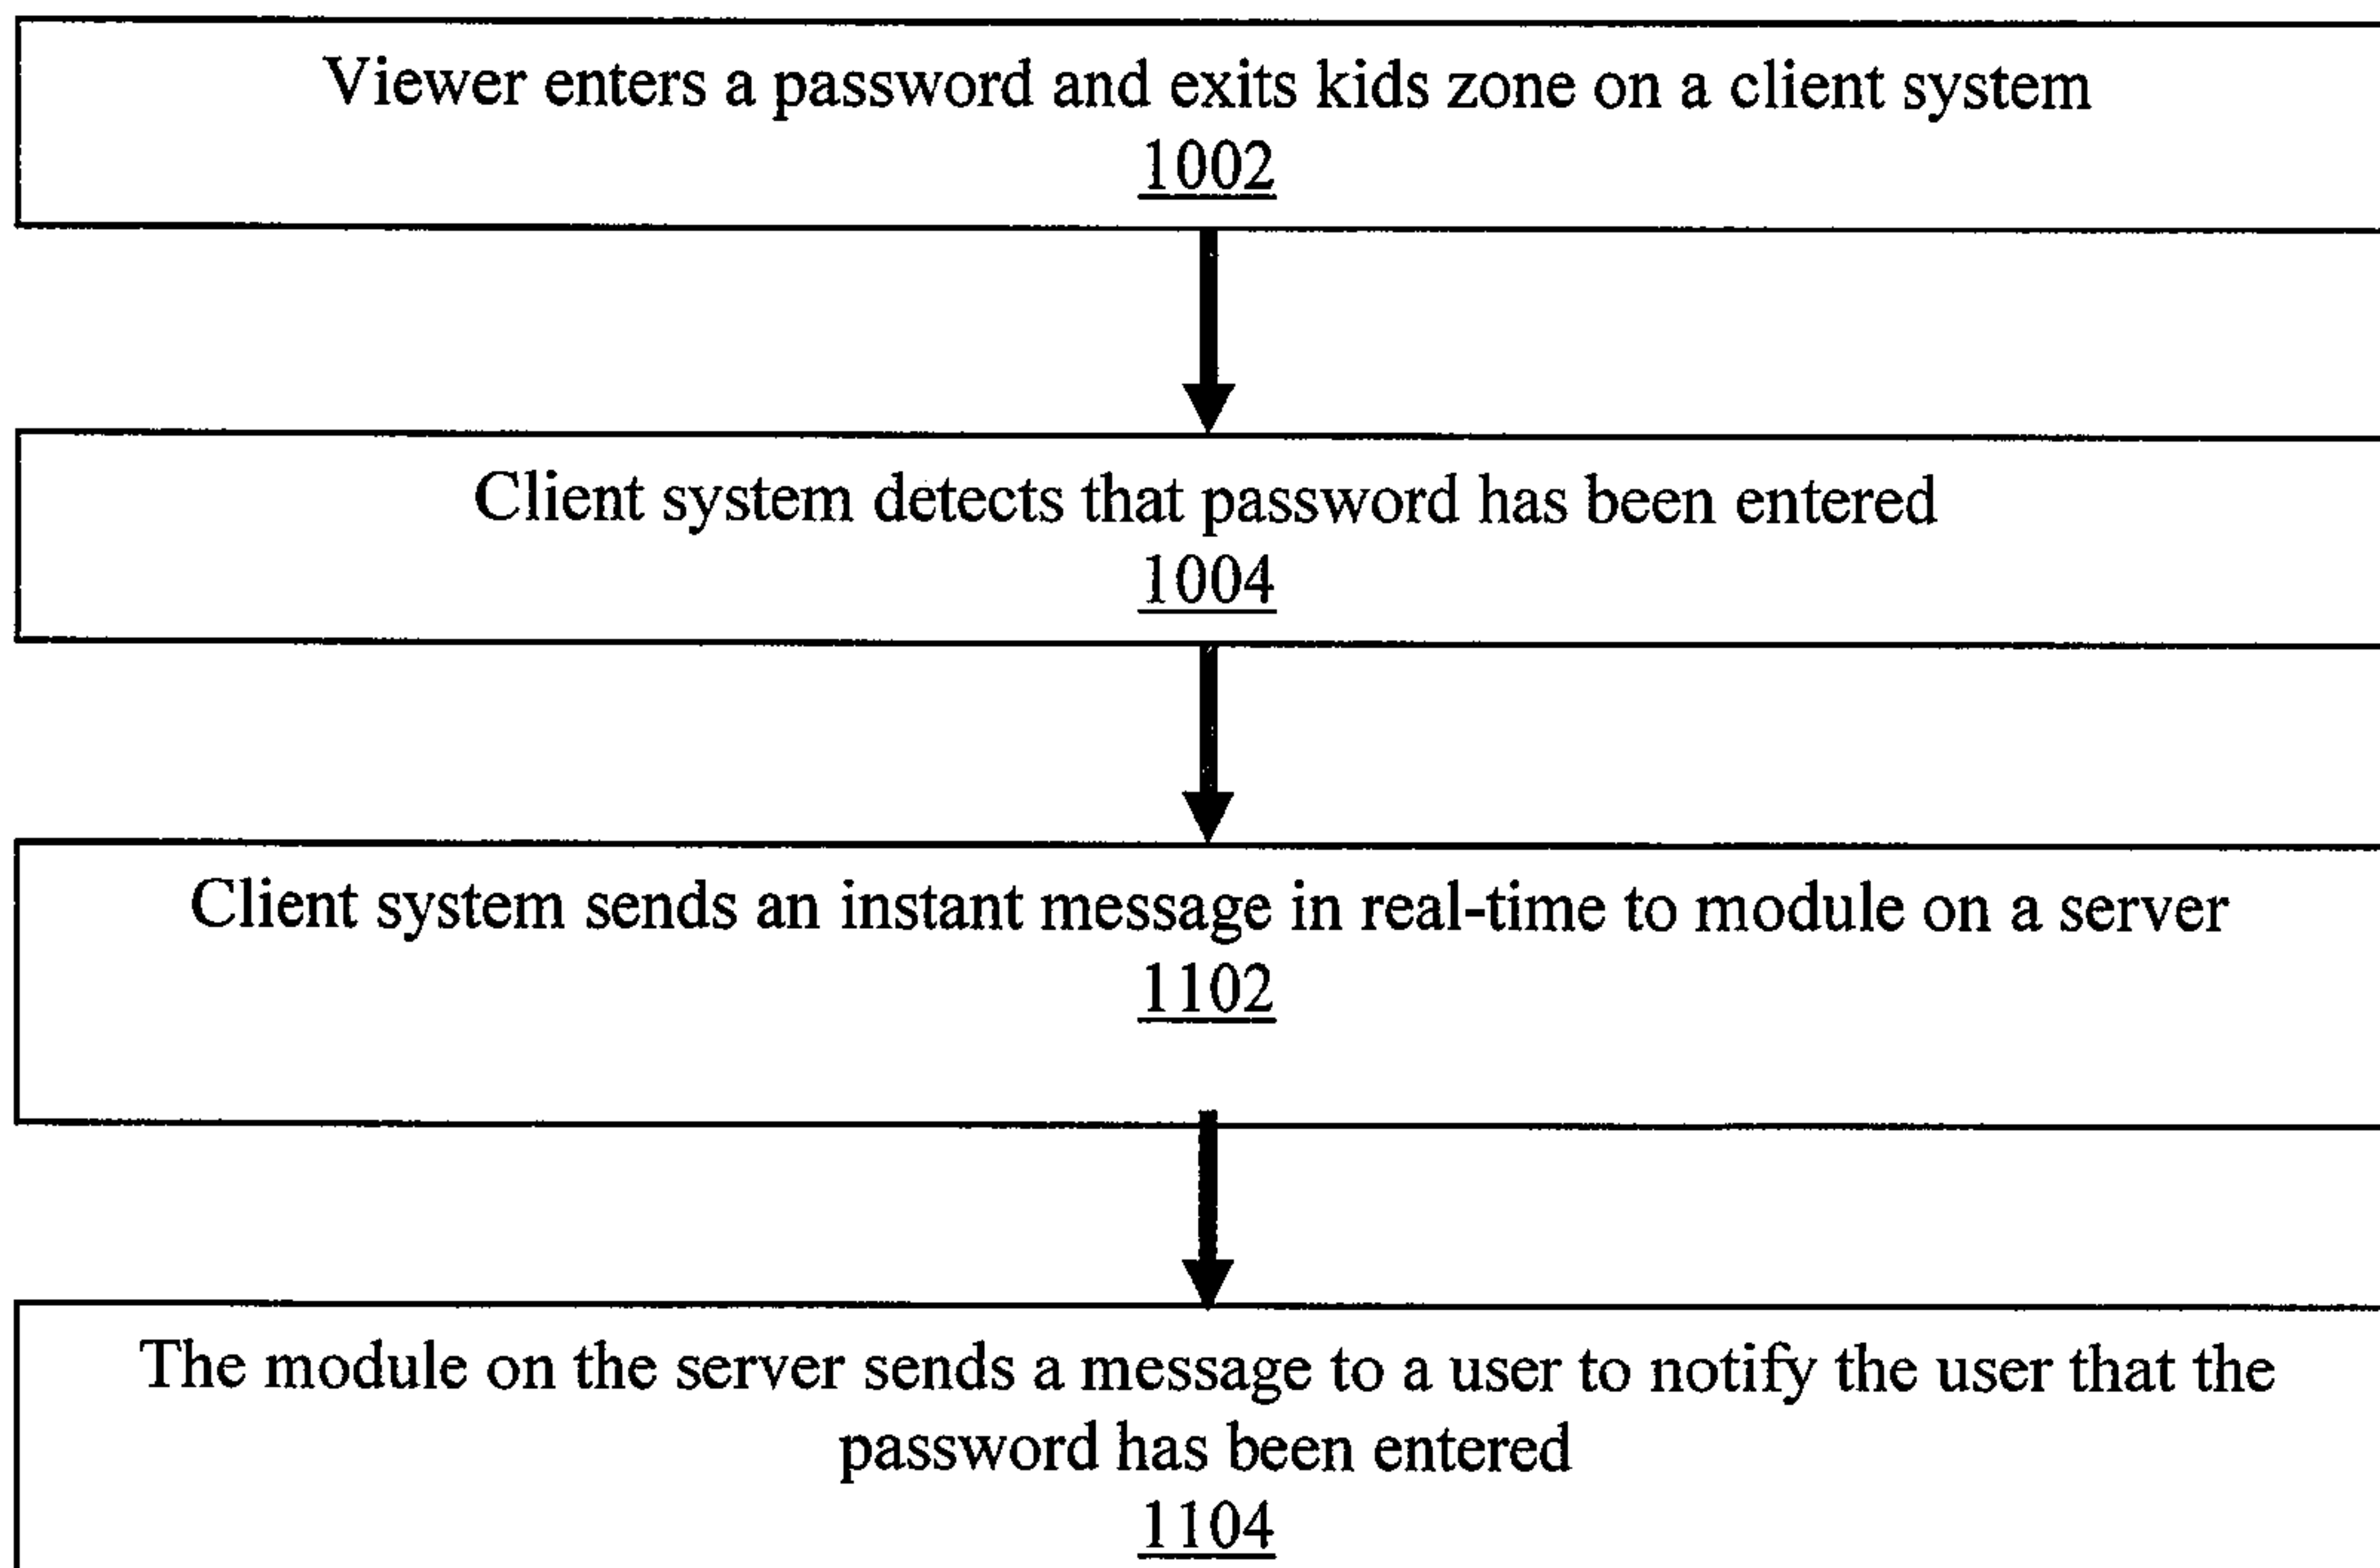 Viewer enters a password and exits kids zone on a client system
1002
Client system detects that password has been entered
1004
Client system sends an instant message in real-time to module on a server
1102
The module on the server sends a message to a user to notify the user that the
password has been entered
1104